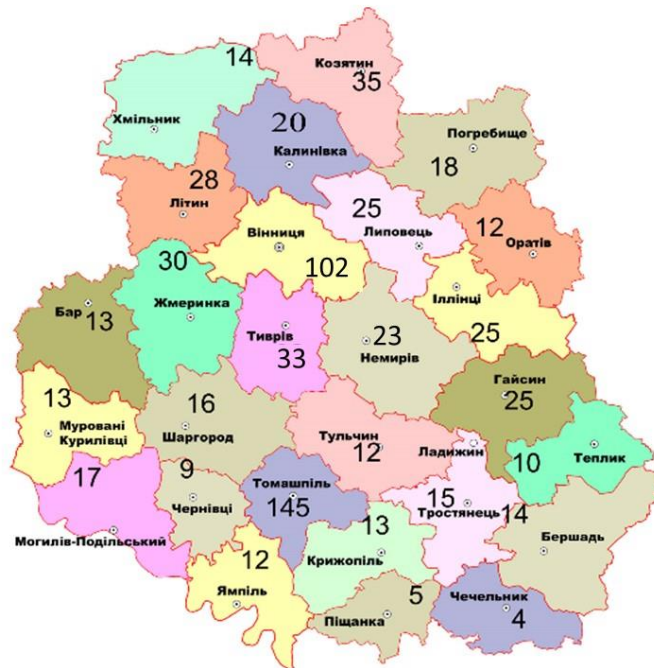 14
Козятин
35
Хмільник
20
Калинівка
Погребище
18
28
Літин
25
Липовець
12
Оратів
Вінниця
102
30
Жмеринка
Іллінці
25
Бар
13
Тиврів
33
23
Немирів
Гайсин
25
13
Муровані
Курилівці
16
Шаргород
Тульчин
12
Ладижин
10
Теплик
17
Могилів-Подільський
9
Чернівці
Томашпіль
145
15
Тростянець
14
Бершадь
13
Крижопіль
12
Ямпіль
5
Піщанка
Чечельник
4